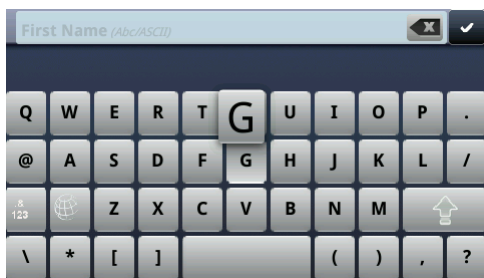 First Name (Abc/ASCII)
Q W E R T G U I O P .
@ A S D F G H J K L /
.& 123 Z X C V B N M
\ * [ ] ( ) , ?